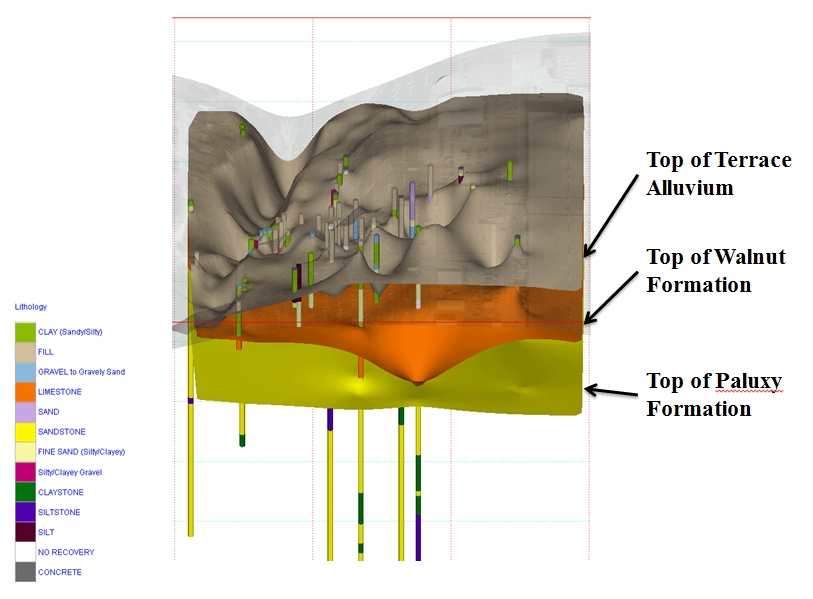 Top of Terrace
Alluvium
Top of Walnut
Formation
Top of Paluxy
Formation
Lithology
CLAY (Sandy/Silty)
FILL
GRAVEL to Gravely Sand
LIMESTONE
SAND
SANDSTONE
FINE SAND (Silty/Clayey)
Silty/Clayey Gravel
CLAYSTONE
SILTSTONE
SILT
NO RECOVERY
CONCRETE